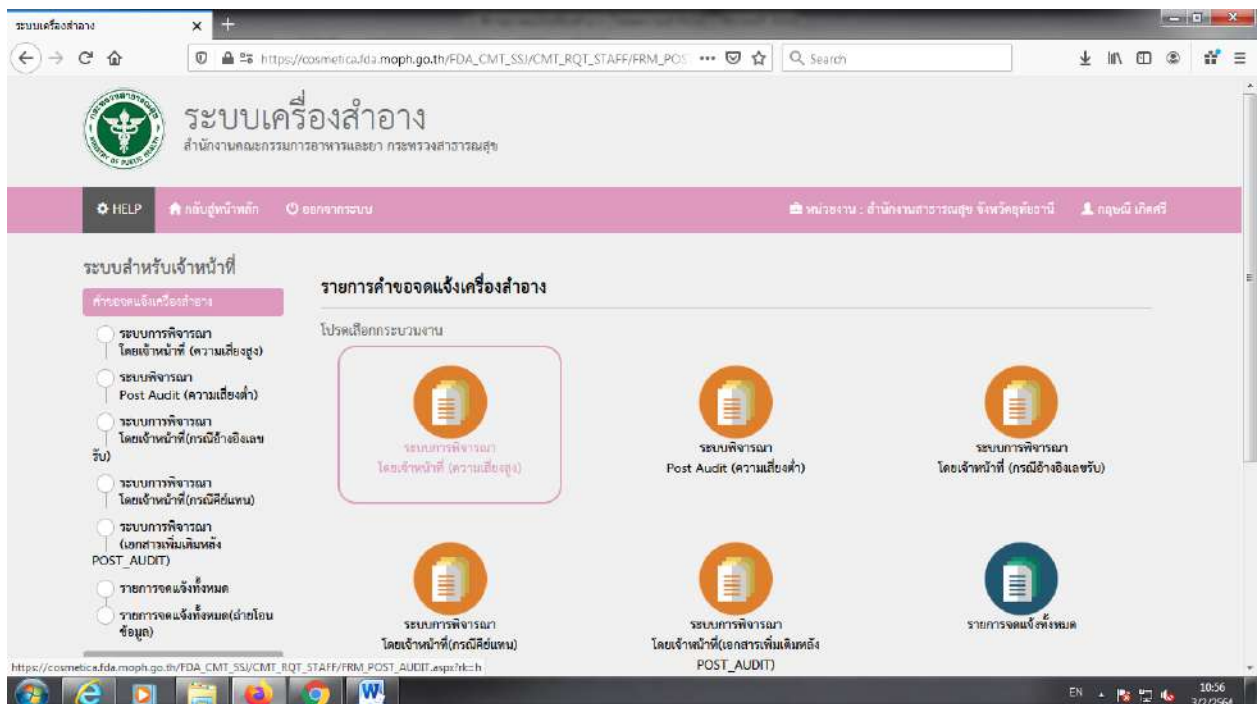 ระบบเครื่องสำอาง
https://cosmetica.fda.moph.go.th/FDA_CMT_SSJ/CMT_RQT_STAFF/FRM_POS
Search
ระบบเครื่องสำอาง
สำนักงานคณะกรรมการอาหารและยา กระทรวงสาธารณสุข
HELP กลับสู่หน้าหลัก ออกจากระบบ หน่วยงาน : สำนักงานสาธารณสุข จังหวัดอุทัยธานี กฤษณี เกิดศรี
ระบบสำหรับเจ้าหน้าที่
คำขอจดแจ้งเครื่องสำอาง
ระบบการพิจารณา
โดยเจ้าหน้าที่ (ความเสี่ยงสูง)
ระบบพิจารณา
Post Audit (ความเสี่ยงต่ำ)
ระบบการพิจารณา
โดยเจ้าหน้าที่(กรณีอ้างอิงเลข
รับ)
ระบบการพิจารณา
โดยเจ้าหน้าที่(กรณีคีย์แทน)
ระบบการพิจารณา
(เอกสารเพิ่มเติมหลัง
POST_AUDIT)
รายการจดแจ้งทั้งหมด
รายการจดแจ้งทั้งหมด(ถ่ายโอน
ข้อมูล)
รายการคำขอจดแจ้งเครื่องสำอาง
โปรดเลือกกระบวนงาน
ระบบการพิจารณา
โดยเจ้าหน้าที่ (ความเสี่ยงสูง)
ระบบพิจารณา
Post Audit (ความเสี่ยงต่ำ)
ระบบการพิจารณา
โดยเจ้าหน้าที่ (กรณีอ้างอิงเลขรับ)
ระบบการพิจารณา
โดยเจ้าหน้าที่(กรณีคีย์แทน)
ระบบการพิจารณา
โดยเจ้าหน้าที่(เอกสารเพิ่มเติมหลัง
POST_AUDIT)
รายการจดแจ้งทั้งหมด
https://cosmetica.fda.moph.go.th/FDA_CMT_SSJ/CMT_RQT_STAFF/FRM_POST_AUDIT.aspx?rk=h
EN
10:56
3/2/2564